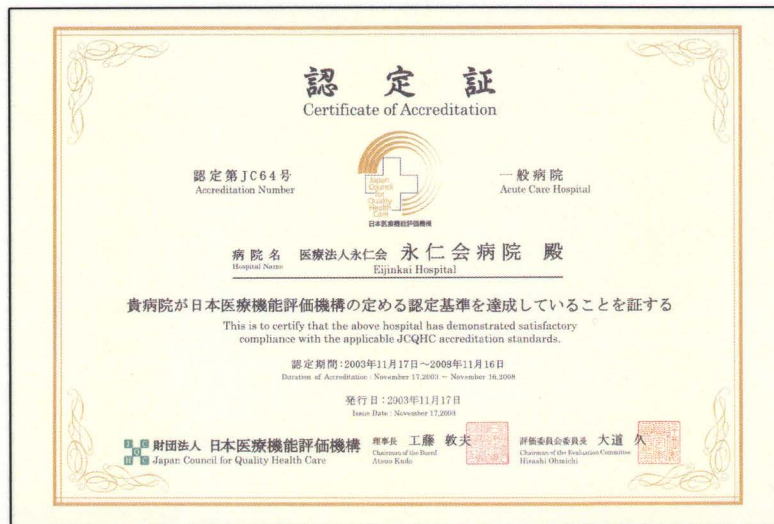 認定証
Certificate of Accreditation
認定第JC64号
Accreditation Number
Japan
Council
for
Quality
Health
Care
日本医療機能評価機構
一般病院
Acute Care Hospital
病院名 医療法人永仁会 永仁会病院 殿
Hospital Name Eijinkai Hospital
貴病院が日本医療機能評価機構の定める認定基準を達成していることを証する
This is to certify that the above hospital has demonstrated satisfactory
compliance with the applicable JCQHC accreditation standards.
認定期間:2003年11月17日~2008年11月16日
Duration of Accreditation : November 17,2003 - November 16,2008
発行日:2003年11月17日
Issue Date : November 17,2003
J C
Q
H C
財団法人 日本医療機能評価機構
Japan Council for Quality Health Care
理事長 工藤 敦夫
Chairman of the Board
Atsuo Kudo
評価委員会委員長 大道 久
Chairman of the Evaluation Committee
Hisashi Ohmichi